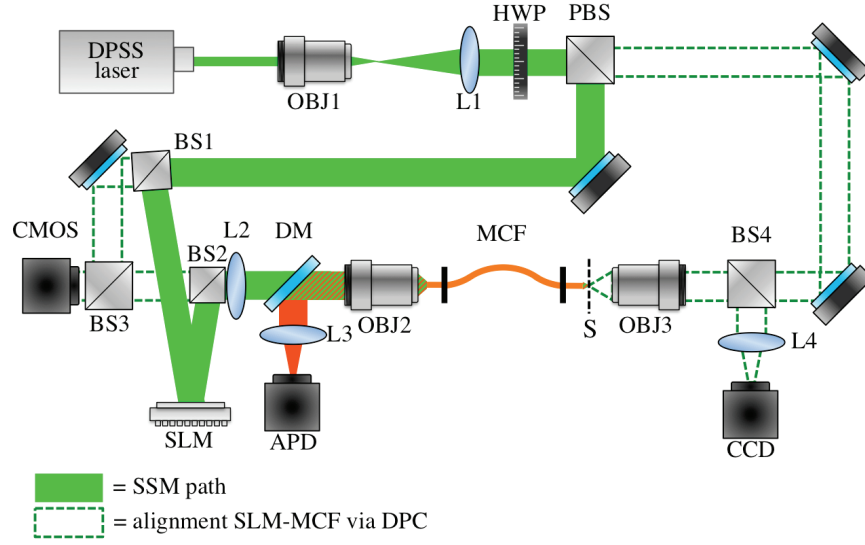 DPSS
laser
OBJ1
L1
HWP
PBS
BS1
CMOS
BS3
BS2
L2
DM
L3
OBJ2
MCF
S
OBJ3
BS4
L4
SLM
APD
CCD
= SSM path
= alignment SLM-MCF via DPC